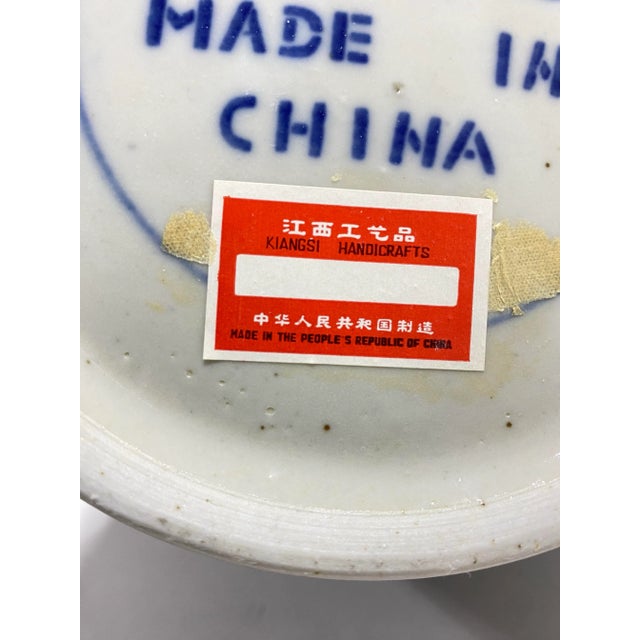 MADE IN
CHINA
江西工艺品
KIANGSI HANDICRAFTS
中华人民共和国制造
MADE IN THE PEOPLE'S REPUBLIC OF CHINA